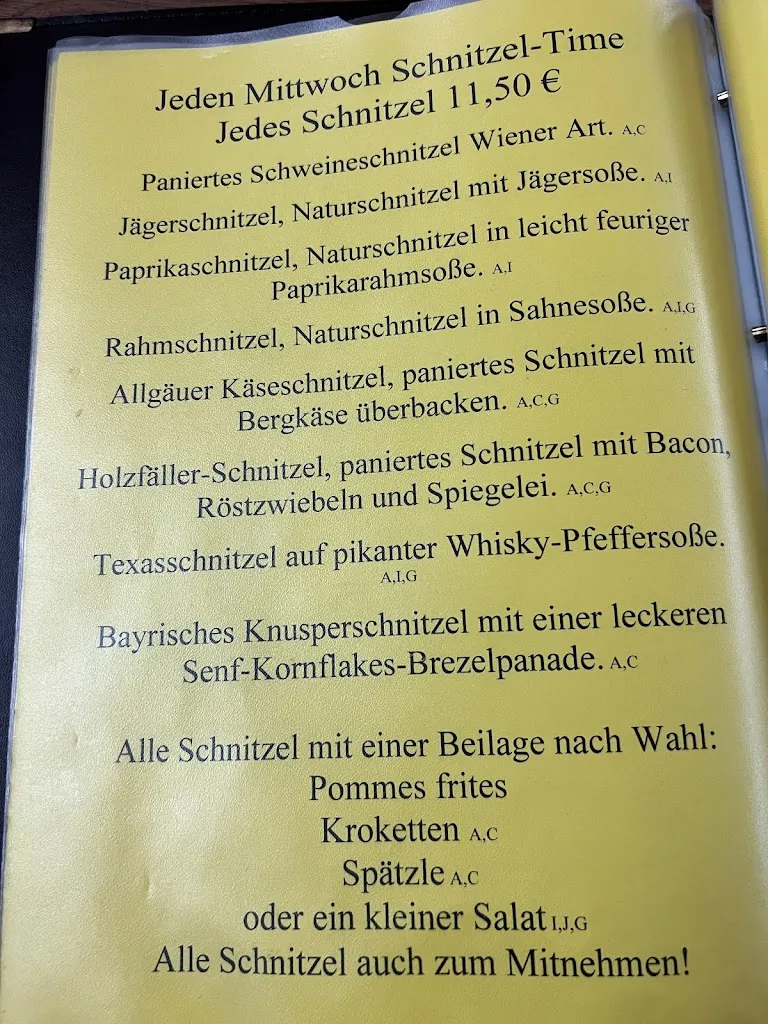 Jeden Mittwoch Schnitzel-Time
Jedes Schnitzel 11,50 €
Paniertes Schweineschnitzel Wiener Art. A,C
Jägerschnitzel, Naturschnitzel mit Jägersoße. A,I
Paprikaschnitzel, Naturschnitzel in leicht feuriger
Paprikarahmsoße. A,I
Rahmschnitzel, Naturschnitzel in Sahnesoße. A,I,G
Allgäuer Käseschnitzel, paniertes Schnitzel mit
Bergkäse überbacken. A,C,G
Holzfäller-Schnitzel, paniertes Schnitzel mit Bacon,
Röstzwiebeln und Spiegelei. A,C,G
Texasschnitzel auf pikanter Whisky-Pfeffersoße.
A,I,G
Bayrisches Knusperschnitzel mit einer leckeren
Senf-Kornflakes-Brezelpanade. A,C
Alle Schnitzel mit einer Beilage nach Wahl:
Pommes frites
Kroketten A,C
Spätzle A,C
oder ein kleiner Salat I,J,G
Alle Schnitzel auch zum Mitnehmen!